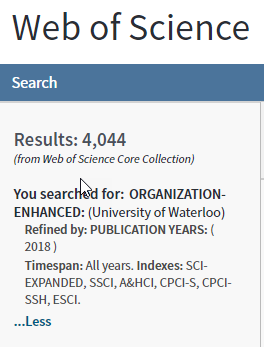 Web of Science
Search
Results: 4,044
(from Web of Science Core Collection)
You searched for: ORGANIZATION-
ENHANCED: (University of Waterloo)
Refined by: PUBLICATION YEARS: (
2018 )
Timespan: All years. Indexes: SCI-
EXPANDED, SSCI, A&HCI, CPCI-S, CPCI-
SSH, ESCI.
...Less